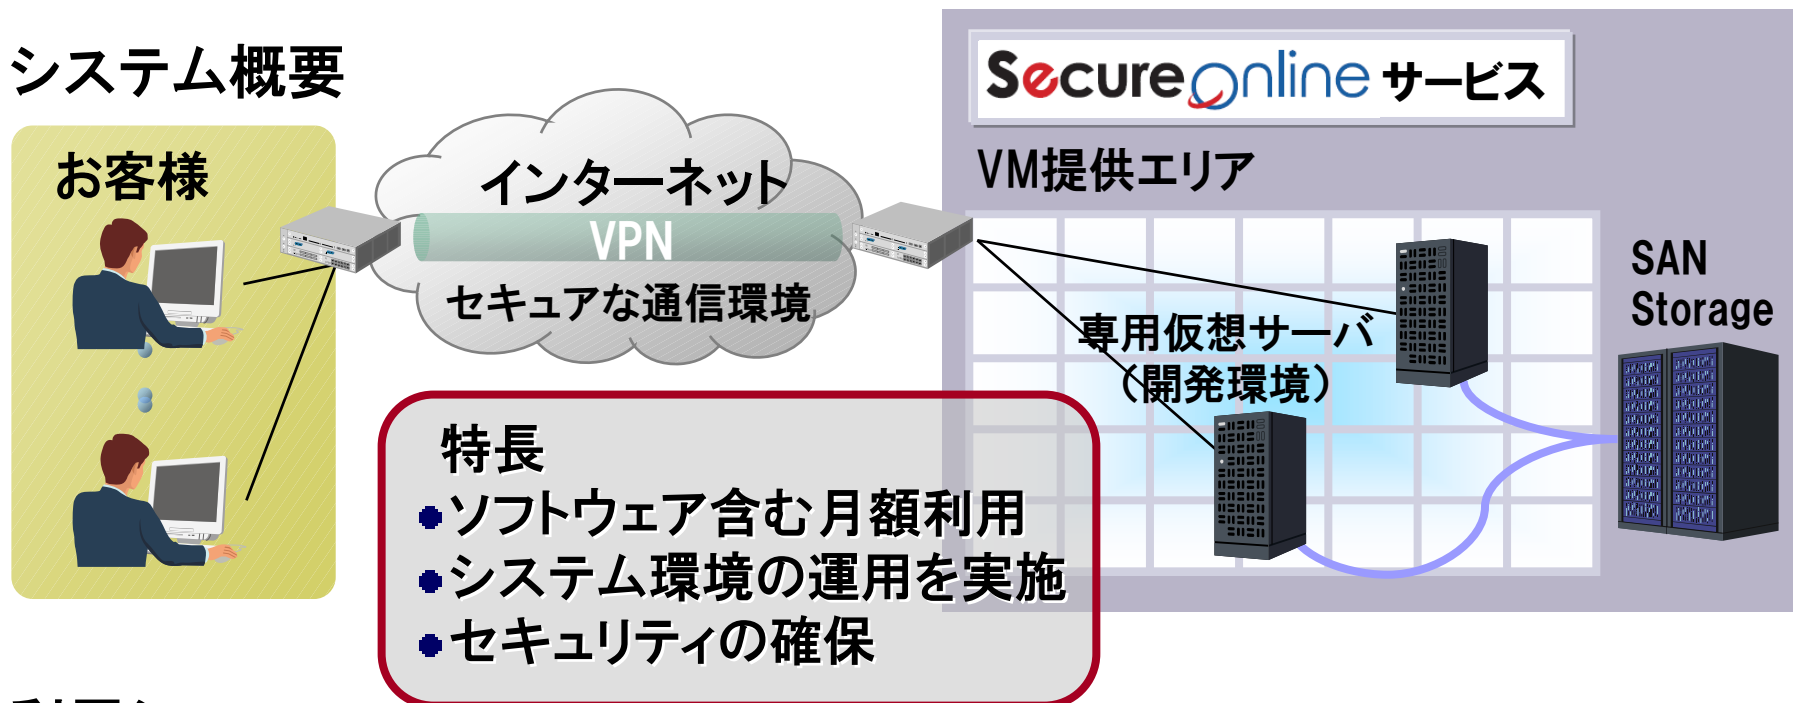 システム概要
お客様
インターネット
VPN
セキュアな通信環境
Secureonline サービス
VM提供エリア
専用仮想サーバ
（開発環境）
SAN
Storage
特長
●ソフトウェア含む月額利用
●システム環境の運用を実施
●セキュリティの確保